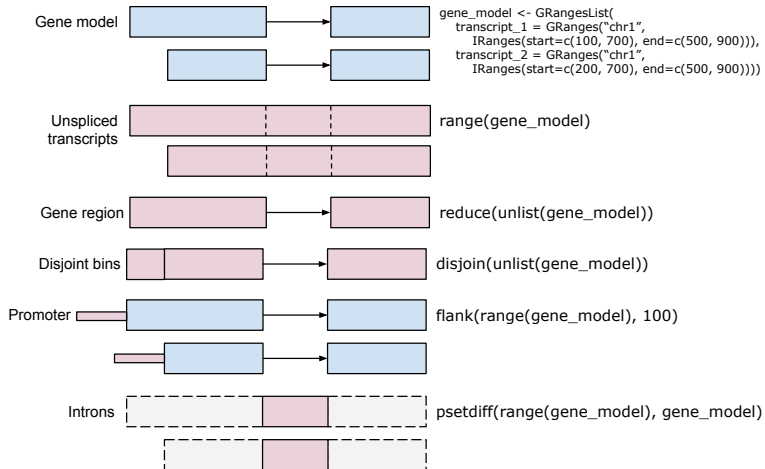 Gene model
gene_model <- GRangesList(
transcript_1 = GRanges(“chr1”,
IRanges(start=c(100, 700), end=c(500, 900))),
transcript_2 = GRanges(“chr1”,
IRanges(start=c(200, 700), end=c(500, 900))))
Unspliced
transcripts
range(gene_model)
Gene region
reduce(unlist(gene_model))
Disjoint bins
disjoin(unlist(gene_model))
Promoter
flank(range(gene_model), 100)
Introns
psetdiff(range(gene_model), gene_model)